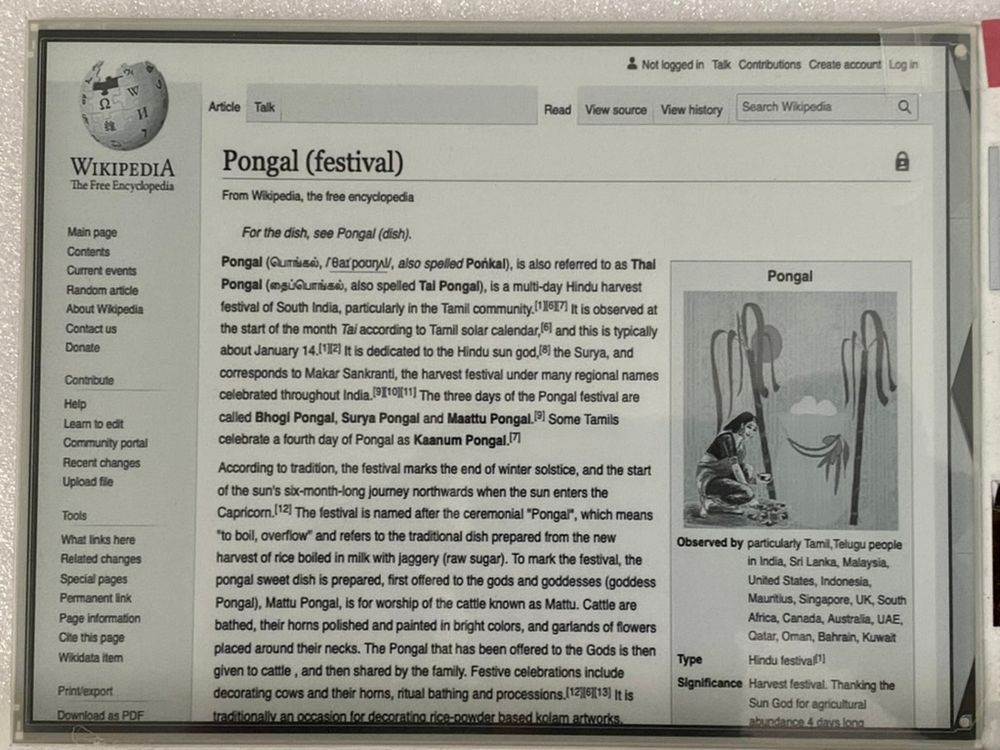 Not logged in Talk Contributions Create account Log in
Article Talk Read View source View history Search Wikipedia
WIKIPEDIA
The Free Encyclopedia
Main page
Contents
Current events
Random article
About Wikipedia
Contact us
Donate
Contribute
Help
Learn to edit
Community portal
Recent changes
Upload file
Tools
What links here
Related changes
Special pages
Permanent link
Page information
Cite this page
Wikidata item
Print/export
Download as PDF
Pongal (festival)
From Wikipedia, the free encyclopedia
For the dish, see Pongal (dish).
Pongal (பொங்கல், /ˈθaɪˈpoʊŋʌl/, also spelled Poṅkal), is also referred to as Thai
Pongal (தைப்பொங்கல், also spelled Tai Pongal), is a multi-day Hindu harvest
festival of South India, particularly in the Tamil community.[1][6][7] It is observed at
the start of the month Tai according to Tamil solar calendar,[6] and this is typically
about January 14.[1][2] It is dedicated to the Hindu sun god,[8] the Surya, and
corresponds to Makar Sankranti, the harvest festival under many regional names
celebrated throughout India.[9][10][11] The three days of the Pongal festival are
called Bhogi Pongal, Surya Pongal and Maattu Pongal.[9] Some Tamils
celebrate a fourth day of Pongal as Kaanum Pongal.[7]
According to tradition, the festival marks the end of winter solstice, and the start
of the sun's six-month-long journey northwards when the sun enters the
Capricorn.[12] The festival is named after the ceremonial "Pongal", which means
"to boil, overflow" and refers to the traditional dish prepared from the new
harvest of rice boiled in milk with jaggery (raw sugar). To mark the festival, the
pongal sweet dish is prepared, first offered to the gods and goddesses (goddess
Pongal), Mattu Pongal, is for worship of the cattle known as Mattu. Cattle are
bathed, their horns polished and painted in bright colors, and garlands of flowers
placed around their necks. The Pongal that has been offered to the Gods is then
given to cattle , and then shared by the family. Festive celebrations include
decorating cows and their horns, ritual bathing and processions.[12][6][13] It is
traditionally an occasion for decorating rice-powder based kolam artworks,
Pongal
Observed by particularly Tamil,Telugu people
in India, Sri Lanka, Malaysia,
United States, Indonesia,
Mauritius, Singapore, UK, South
Africa, Canada, Australia, UAE,
Qatar, Oman, Bahrain, Kuwait
Type Hindu festival[1]
Significance Harvest festival. Thanking the
Sun God for agricultural
abundance 4 days long